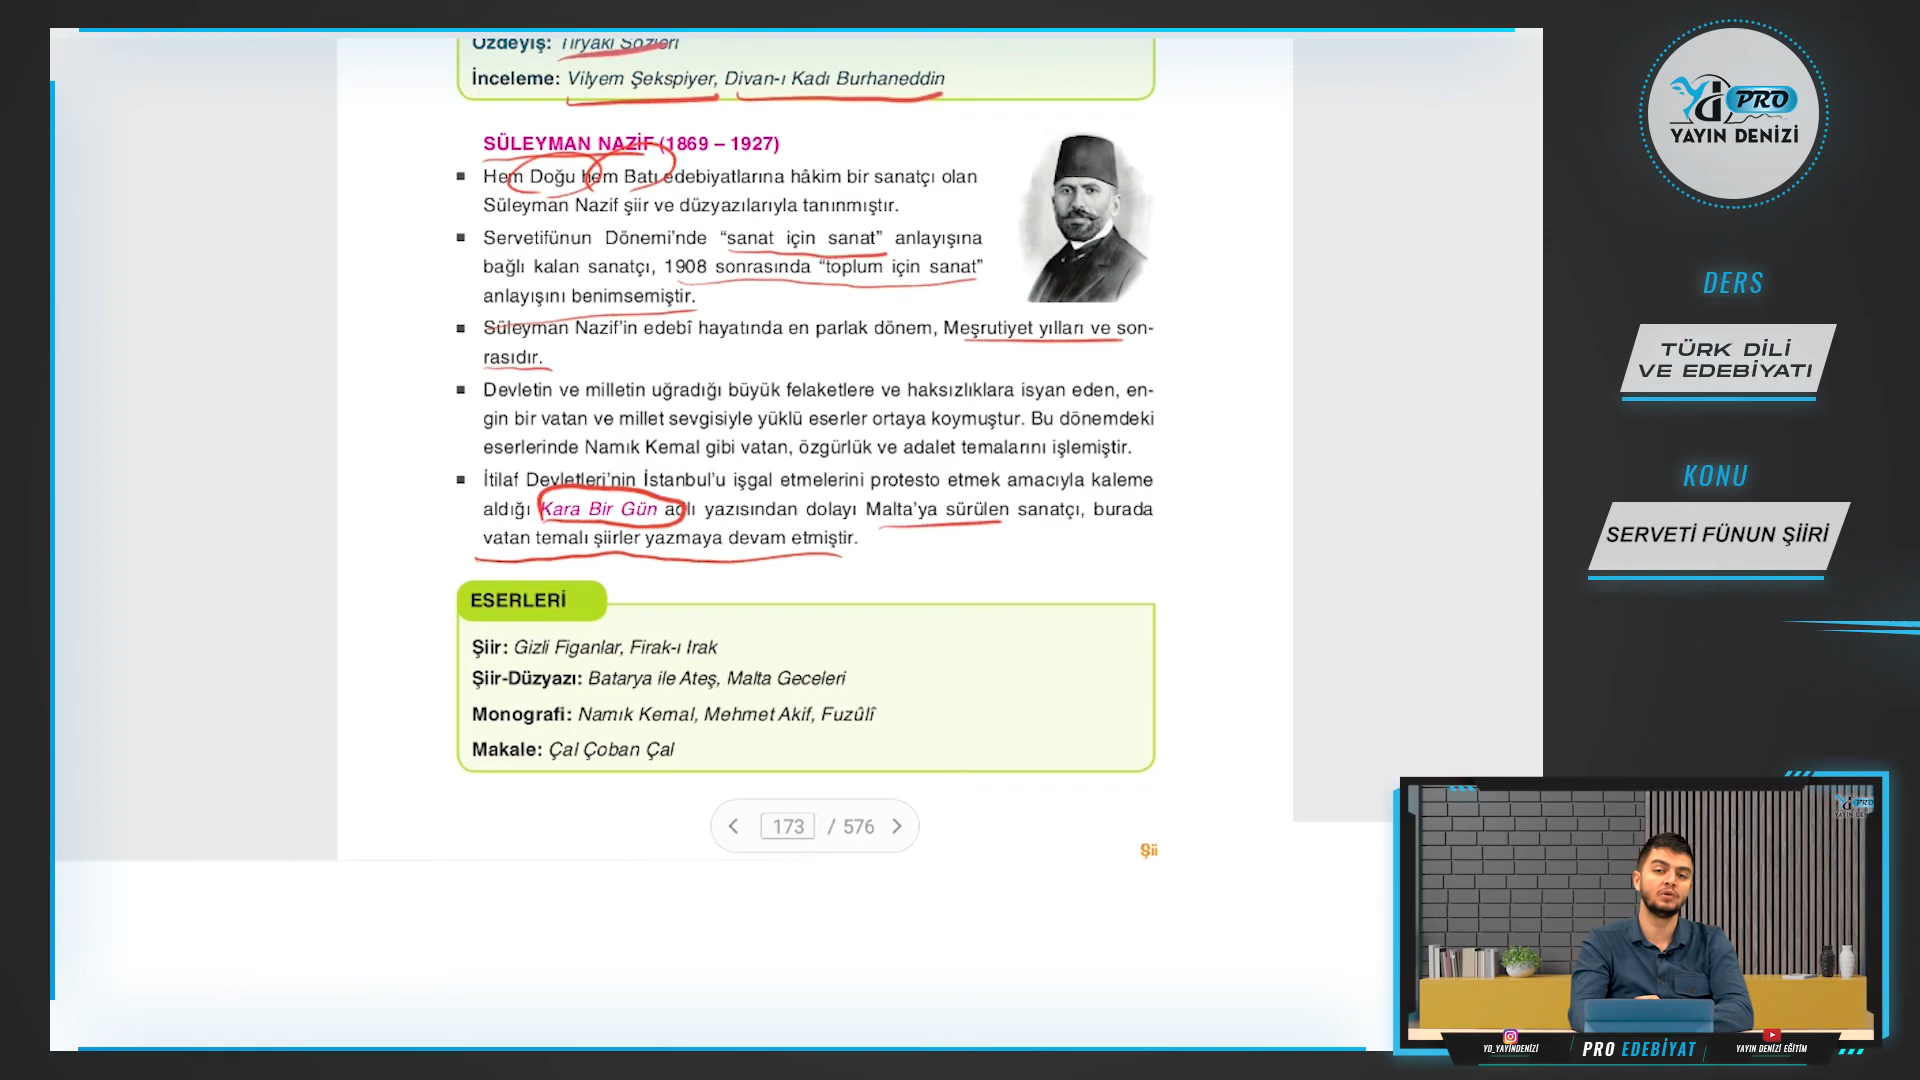 Özdeyiş: Tiryaki Sözleri
İnceleme: Vilyem Şekspiyer, Divan-ı Kadı Burhaneddin
SÜLEYMAN NAZİF (1869 – 1927)
Hem Doğu hem Batı edebiyatlarına hâkim bir sanatçı olan
Süleyman Nazif şiir ve düzyazılarıyla tanınmıştır.
Servetifünun Dönemi’nde “sanat için sanat” anlayışına
bağlı kalan sanatçı, 1908 sonrasında “toplum için sanat”
anlayışını benimsemiştir.
Süleyman Nazif’in edebî hayatında en parlak dönem, Meşrutiyet yılları ve son-
rasıdır.
Devletin ve milletin uğradığı büyük felaketlere ve haksızlıklara isyan eden, en-
gin bir vatan ve millet sevgisiyle yüklü eserler ortaya koymuştur. Bu dönemdeki
eserlerinde Namık Kemal gibi vatan, özgürlük ve adalet temalarını işlemiştir.
İtilaf Devletleri’nin İstanbul’u işgal etmelerini protesto etmek amacıyla kaleme
aldığı Kara Bir Gün adlı yazısından dolayı Malta’ya sürülen sanatçı, burada
vatan temalı şiirler yazmaya devam etmiştir.
ESERLERİ
Şiir: Gizli Figanlar, Firak-ı Irak
Şiir-Düzyazı: Batarya ile Ateş, Malta Geceleri
Monografi: Namık Kemal, Mehmet Akif, Fuzûlî
Makale: Çal Çoban Çal
173 / 576
Şii
yd PRO
YAYIN DENİZİ
DERS
TÜRK DİLİ
VE EDEBİYATI
KONU
SERVETİ FÜNUN ŞİİRİ
YD_YAYINDENIZI
PRO EDEBİYAT
YAYIN DENİZİ EĞİTİM